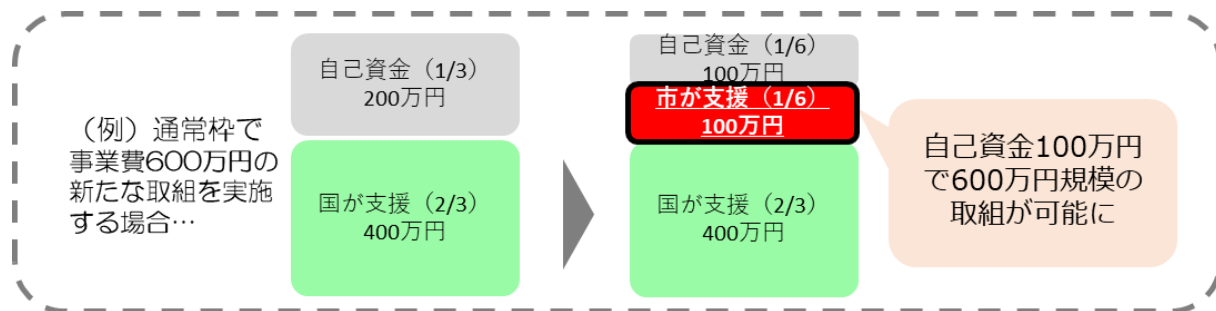 （例）通常枠で
事業費600万円の
新たな取組を実施
する場合…
自己資金（1/3）
200万円
国が支援（2/3）
400万円
自己資金（1/6）
100万円
市が支援（1/6）
100万円
国が支援（2/3）
400万円
自己資金100万円
で600万円規模の
取組が可能に